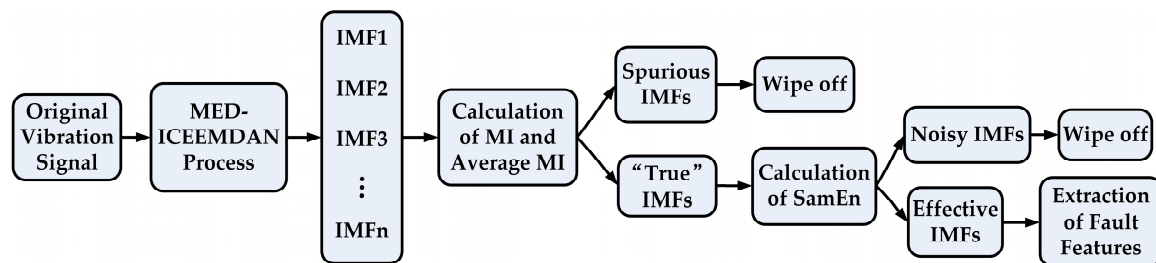 Original
Vibration
Signal
MED-
ICEEMDAN
Process
IMF1
IMF2
IMF3
⋮
IMFn
Calculation
of MI and
Average MI
Spurious
IMFs
Wipe off
“True”
IMFs
Calculation
of SamEn
Noisy IMFs
Wipe off
Effective
IMFs
Extraction
of Fault
Features